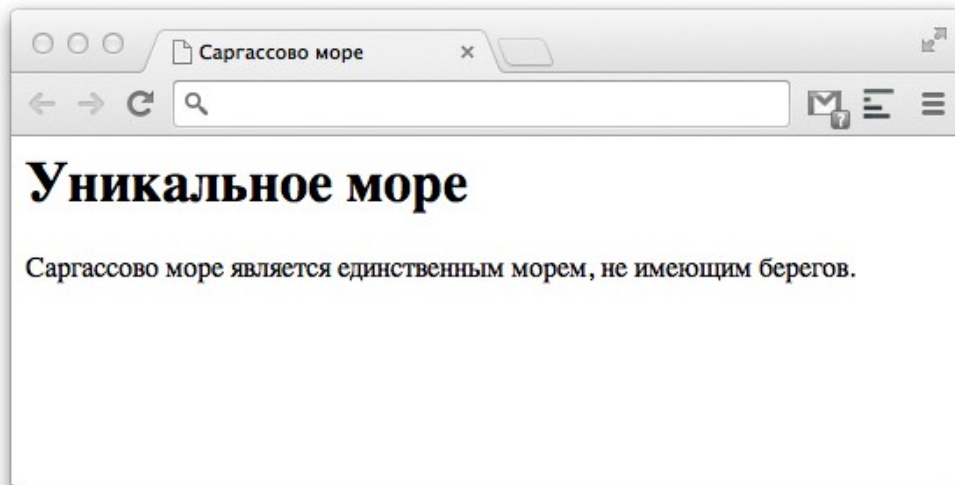 Саргассово море
Уникальное море
Саргассово море является единственным морем, не имеющим берегов.